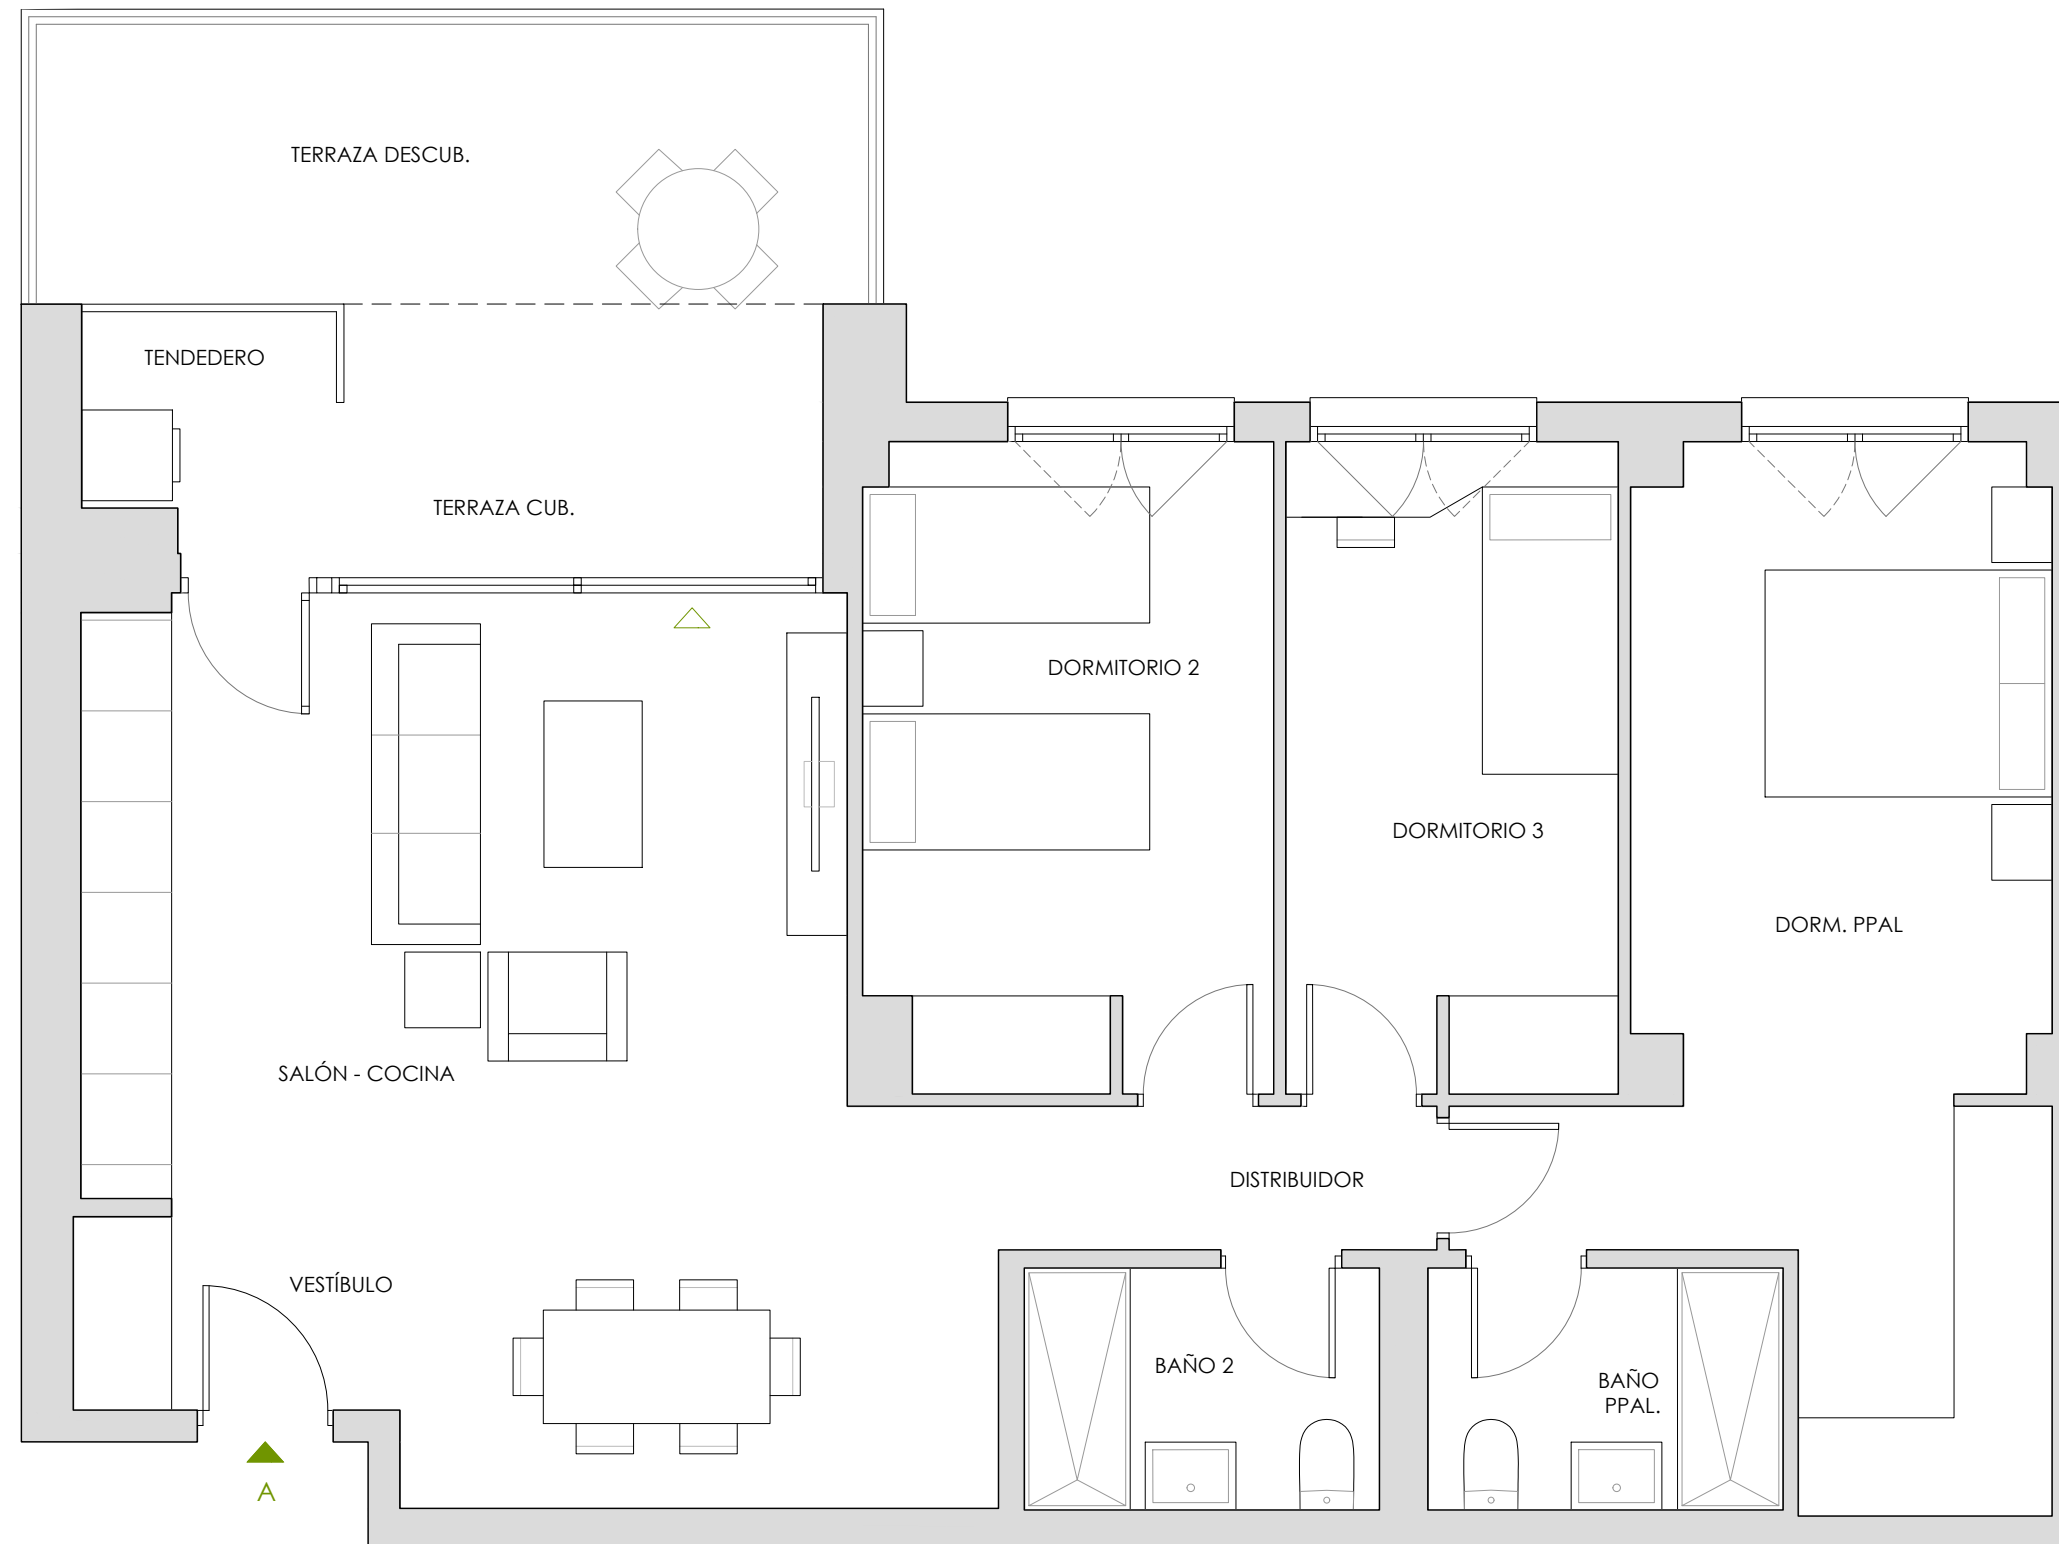 TERRAZA DESCUB.
TENDEDERO
TERRAZA CUB.
DORMITORIO 2
DORMITORIO 3
DORM. PPAL
SALÓN - COCINA
DISTRIBUIDOR
VESTÍBULO
BAÑO 2
BAÑO
PPAL.
A